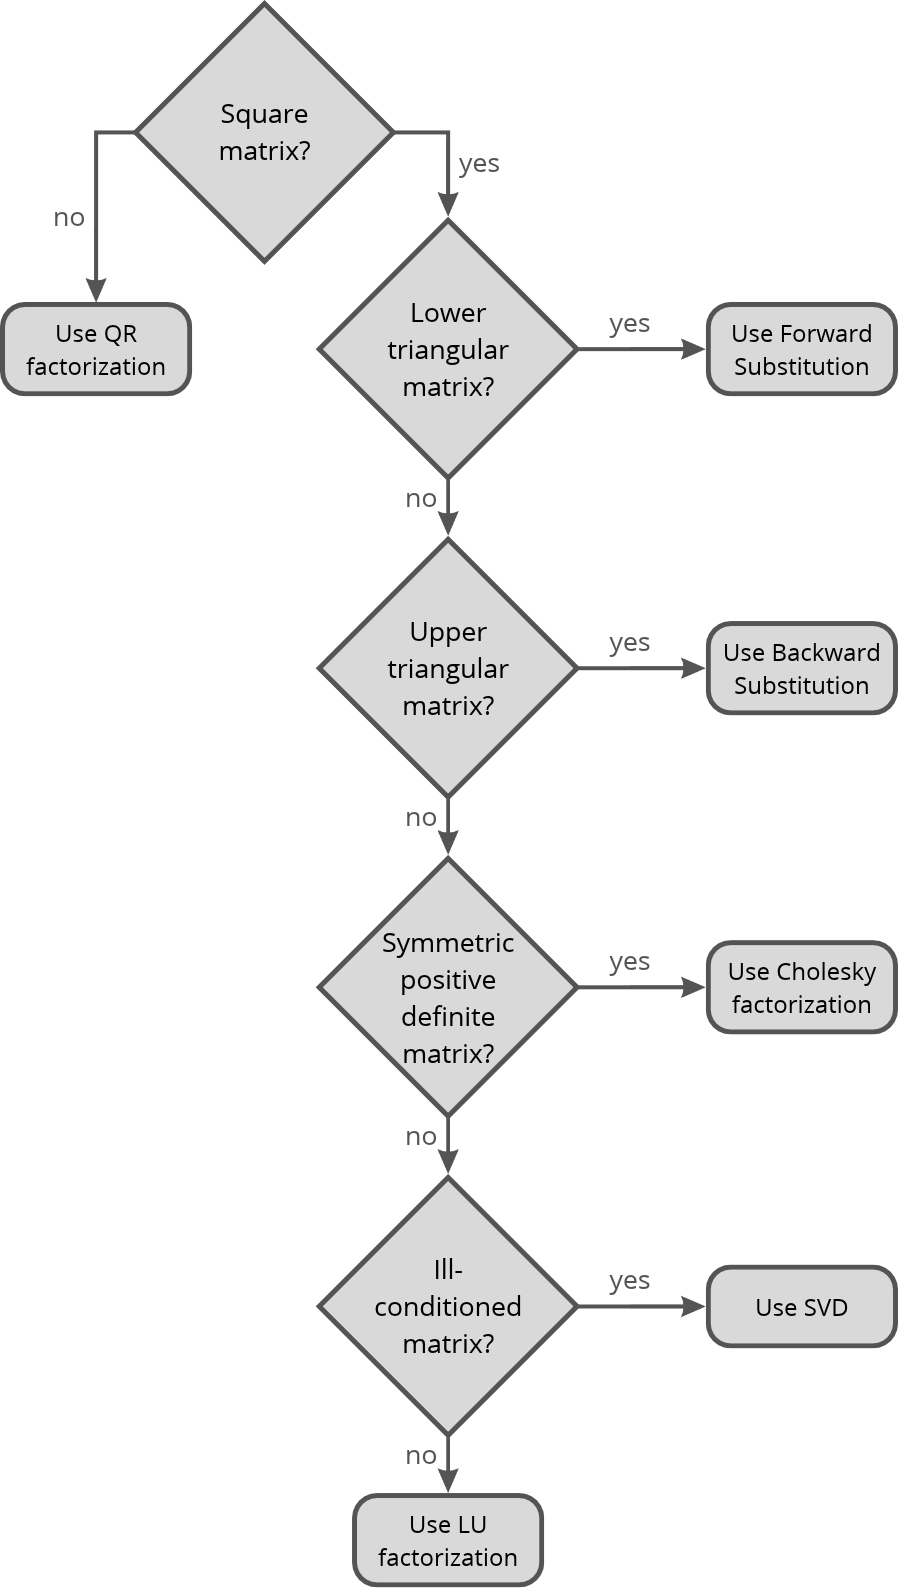 Square
matrix?
yes
no
Use QR
factorization
Lower
triangular
matrix?
yes
Use Forward
Substitution
no
Upper
triangular
matrix?
yes
Use Backward
Substitution
no
Symmetric
positive
definite
matrix?
yes
Use Cholesky
factorization
no
Ill-
conditioned
matrix?
yes
Use SVD
no
Use LU
factorization